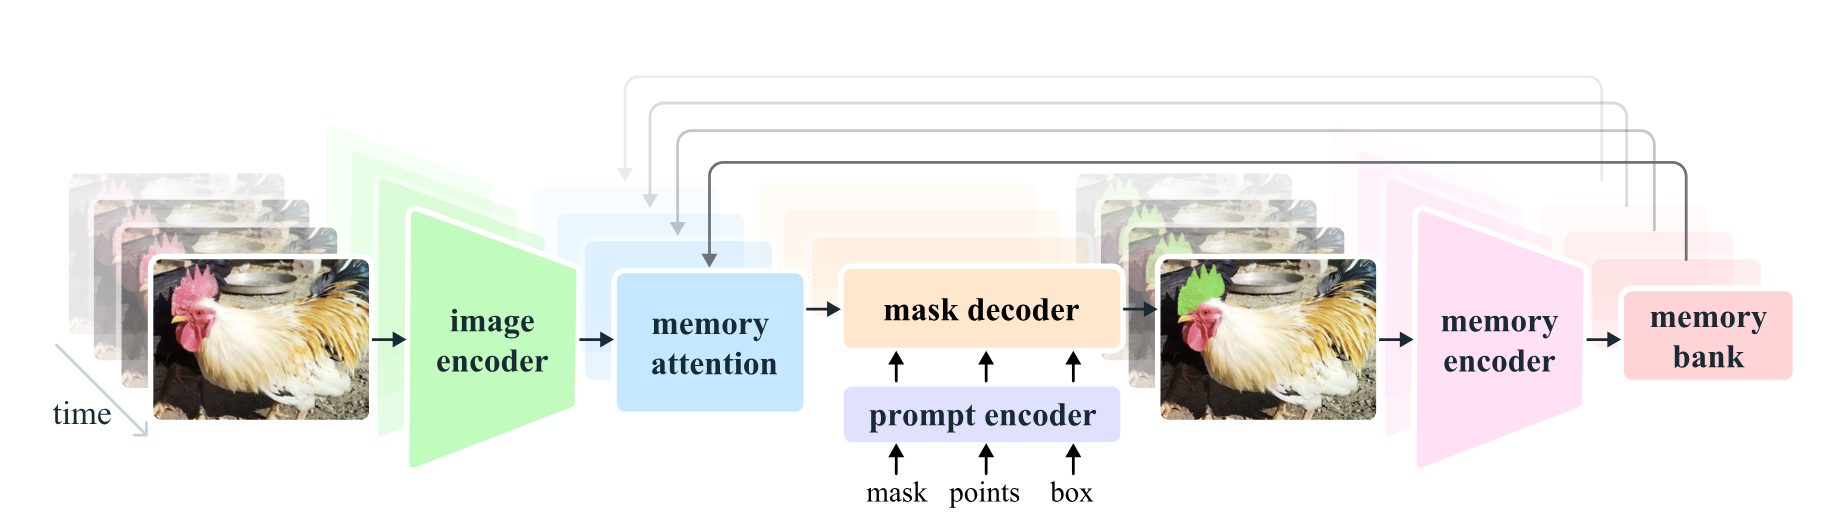 time
image
encoder
memory
attention
mask decoder
prompt encoder
mask points box
memory
encoder
memory
bank